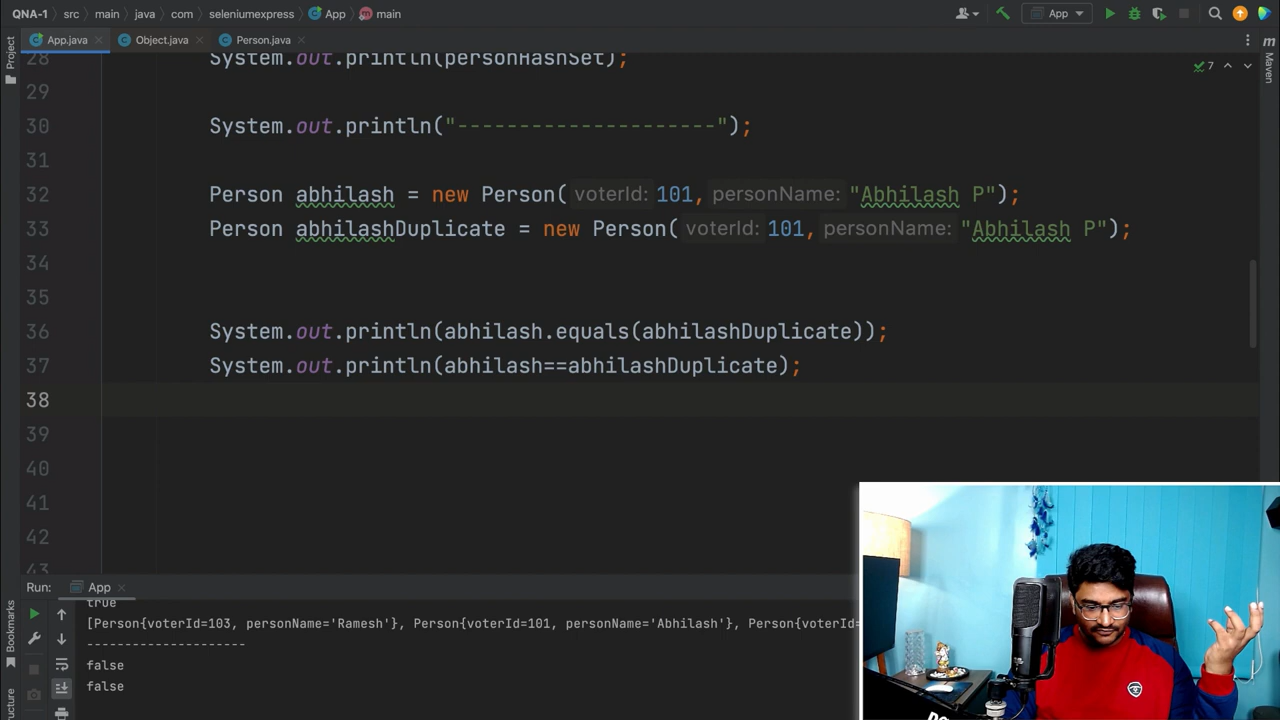 QNA-1 > src > main > java > com > seleniumexpress > App > main
App
App.java × Object.java × Person.java ×
Project
Maven
7
28 System.out.println(personHashSet);
29
30 System.out.println("---------------------");
31
32 Person abhilash = new Person( voterId: 101, personName: "Abhilash P");
33 Person abhilashDuplicate = new Person( voterId: 101, personName: "Abhilash P");
34
35
36 System.out.println(abhilash.equals(abhilashDuplicate));
37 System.out.println(abhilash==abhilashDuplicate);
38
39
40
41
42
43
Run: App ×
true
[Person{voterId=103, personName='Ramesh'}, Person{voterId=101, personName='Abhilash'}, Person{voterId=
---------------------
false
false
Bookmarks